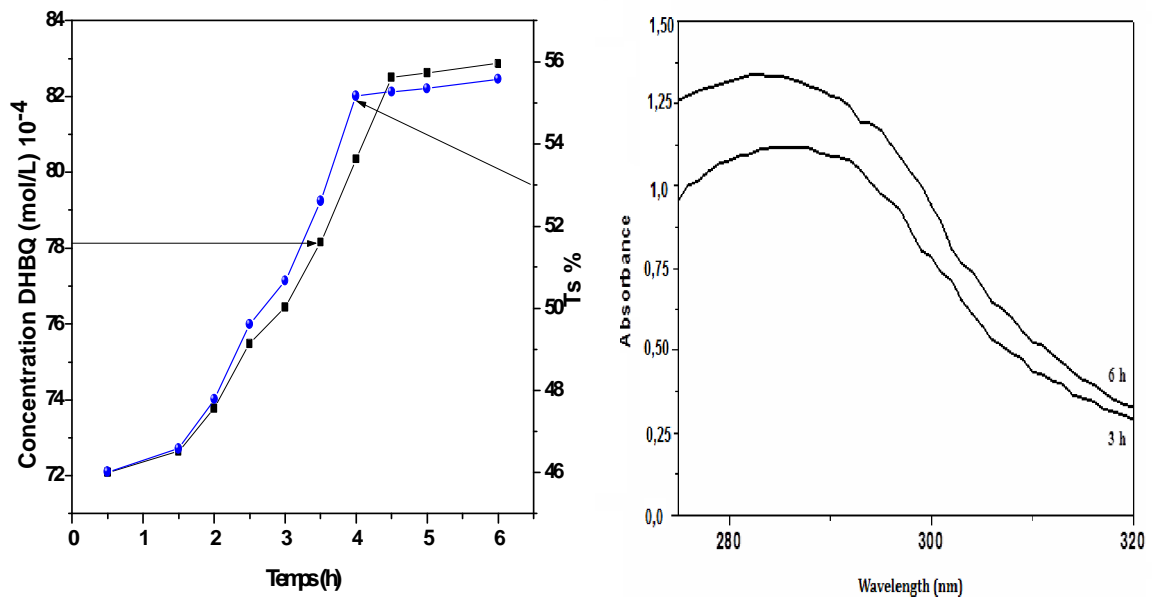 84
82
80
78
76
74
72
Concentration DHBQ (mol/L) 10⁻⁴
0 1 2 3 4 5 6
Temps(h)
56
54
52
50
48
46
Ts %
1,50
1,25
1,0
0,75
0,50
0,25
0,0
Absorbance
6 h
3 h
280 300 320
Wavelength (nm)